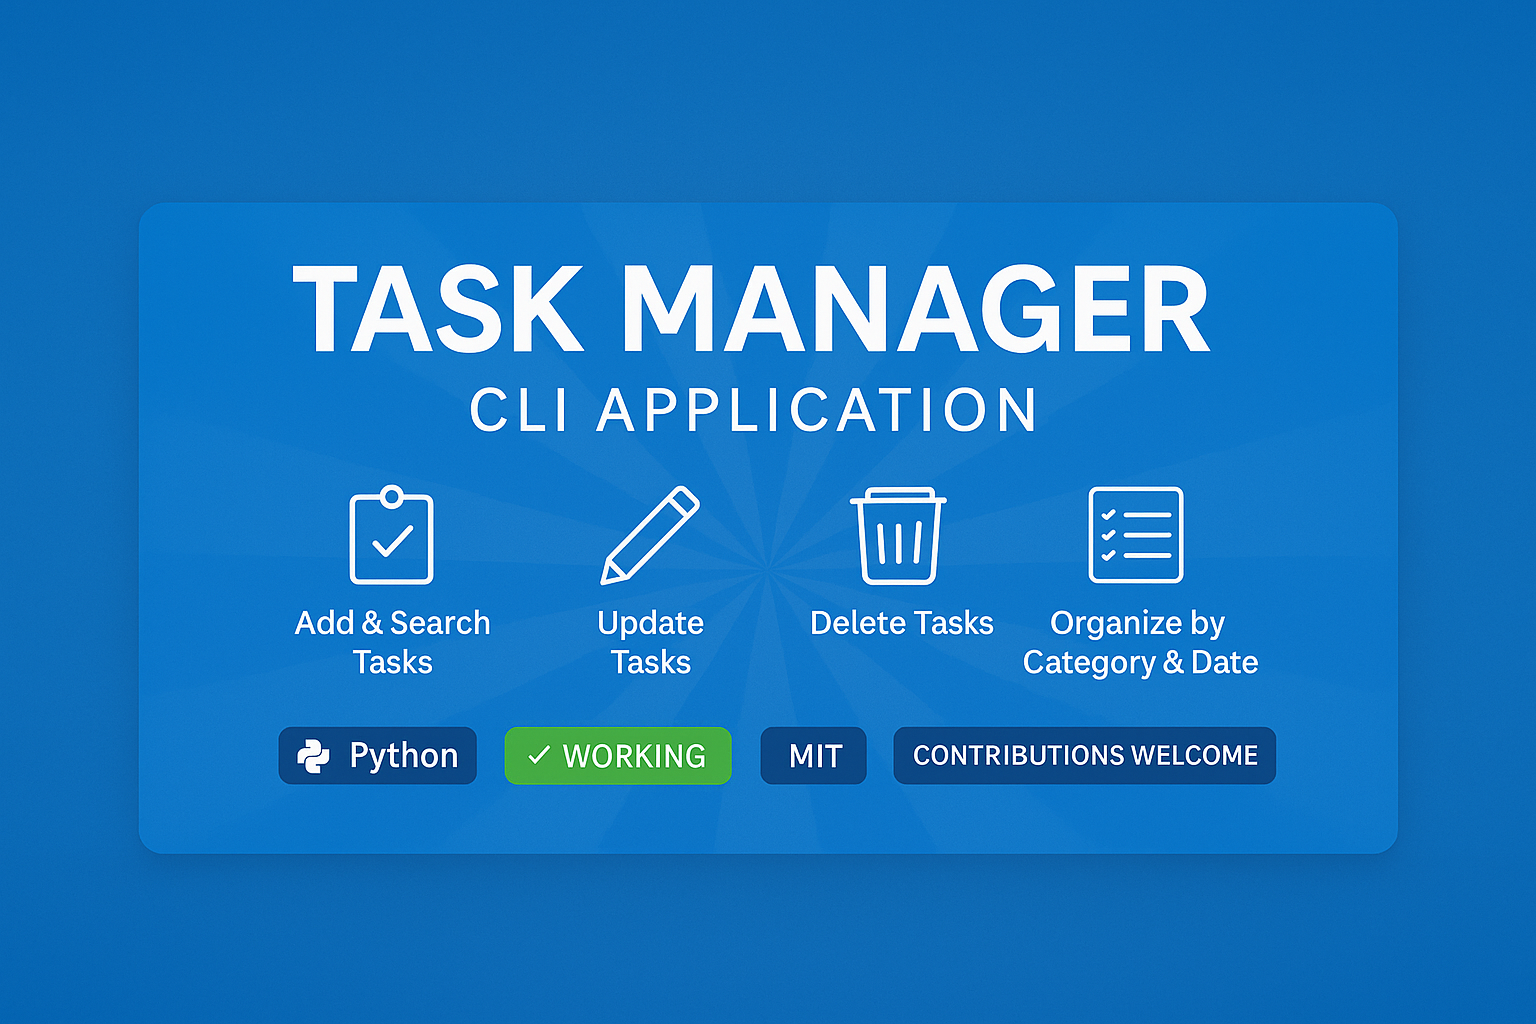 TASK MANAGER
CLI APPLICATION
Add & Search
Tasks
Update
Tasks
Delete Tasks
Organize by
Category & Date
Python
WORKING
MIT
CONTRIBUTIONS WELCOME